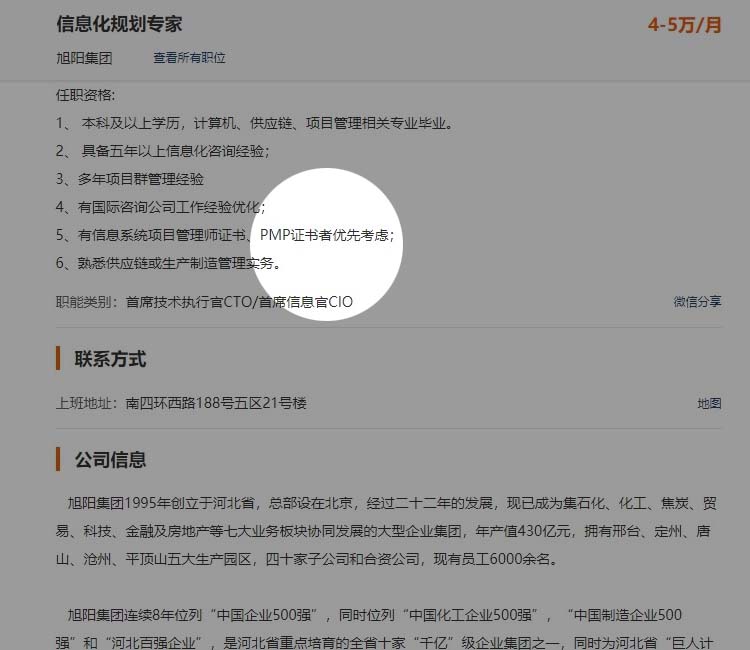 信息化规划专家
4-5万/月
旭阳集团 查看所有职位
任职资格:
1、 本科及以上学历，计算机、供应链、项目管理相关专业毕业。
2、 具备五年以上信息化咨询经验；
3、多年项目群管理经验
4、有国际咨询公司工作经验优化；
5、有信息系统项目管理师证书、PMP证书者优先考虑；
6、熟悉供应链或生产制造管理实务。
职能类别：首席技术执行官CTO/首席信息官CIO 微信分享
联系方式
上班地址：南四环西路188号五区21号楼 地图
公司信息
旭阳集团1995年创立于河北省，总部设在北京，经过二十二年的发展，现已成为集石化、化工、焦炭、贸
易、科技、金融及房地产等七大业务板块协同发展的大型企业集团，年产值430亿元，拥有邢台、定州、唐
山、沧州、平顶山五大生产园区，四十家子公司和合资公司，现有员工6000余名。
旭阳集团连续8年位列“中国企业500强”，同时位列“中国化工企业500强”，“中国制造企业500
强”和“河北百强企业”，是河北省重点培育的全省十家“千亿”级企业集团之一，同时为河北省“巨人计